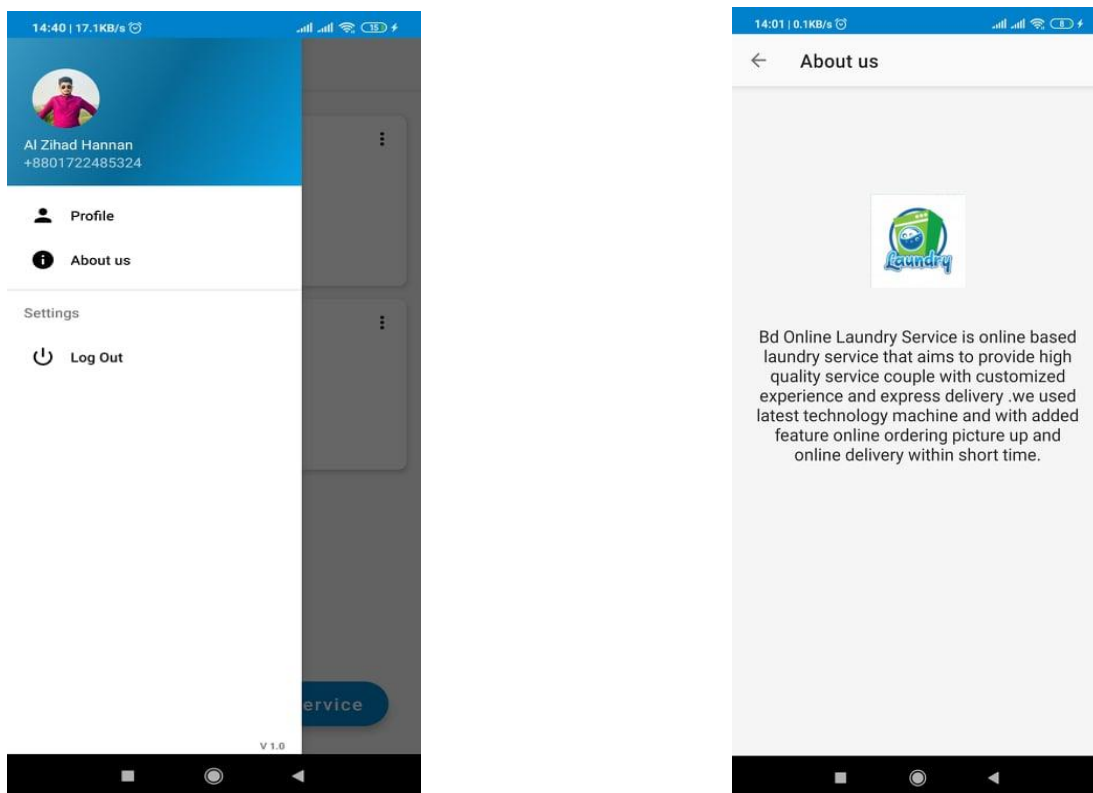 14:40 | 17.1KB/s
15
Al Zihad Hannan
+8801722485324
Profile
About us
Settings
Log Out
ervice
V 1.0
14:01 | 0.1KB/s
8
About us
Laundry
Bd Online Laundry Service is online based
laundry service that aims to provide high
quality service couple with customized
experience and express delivery .we used
latest technology machine and with added
feature online ordering picture up and
online delivery within short time.